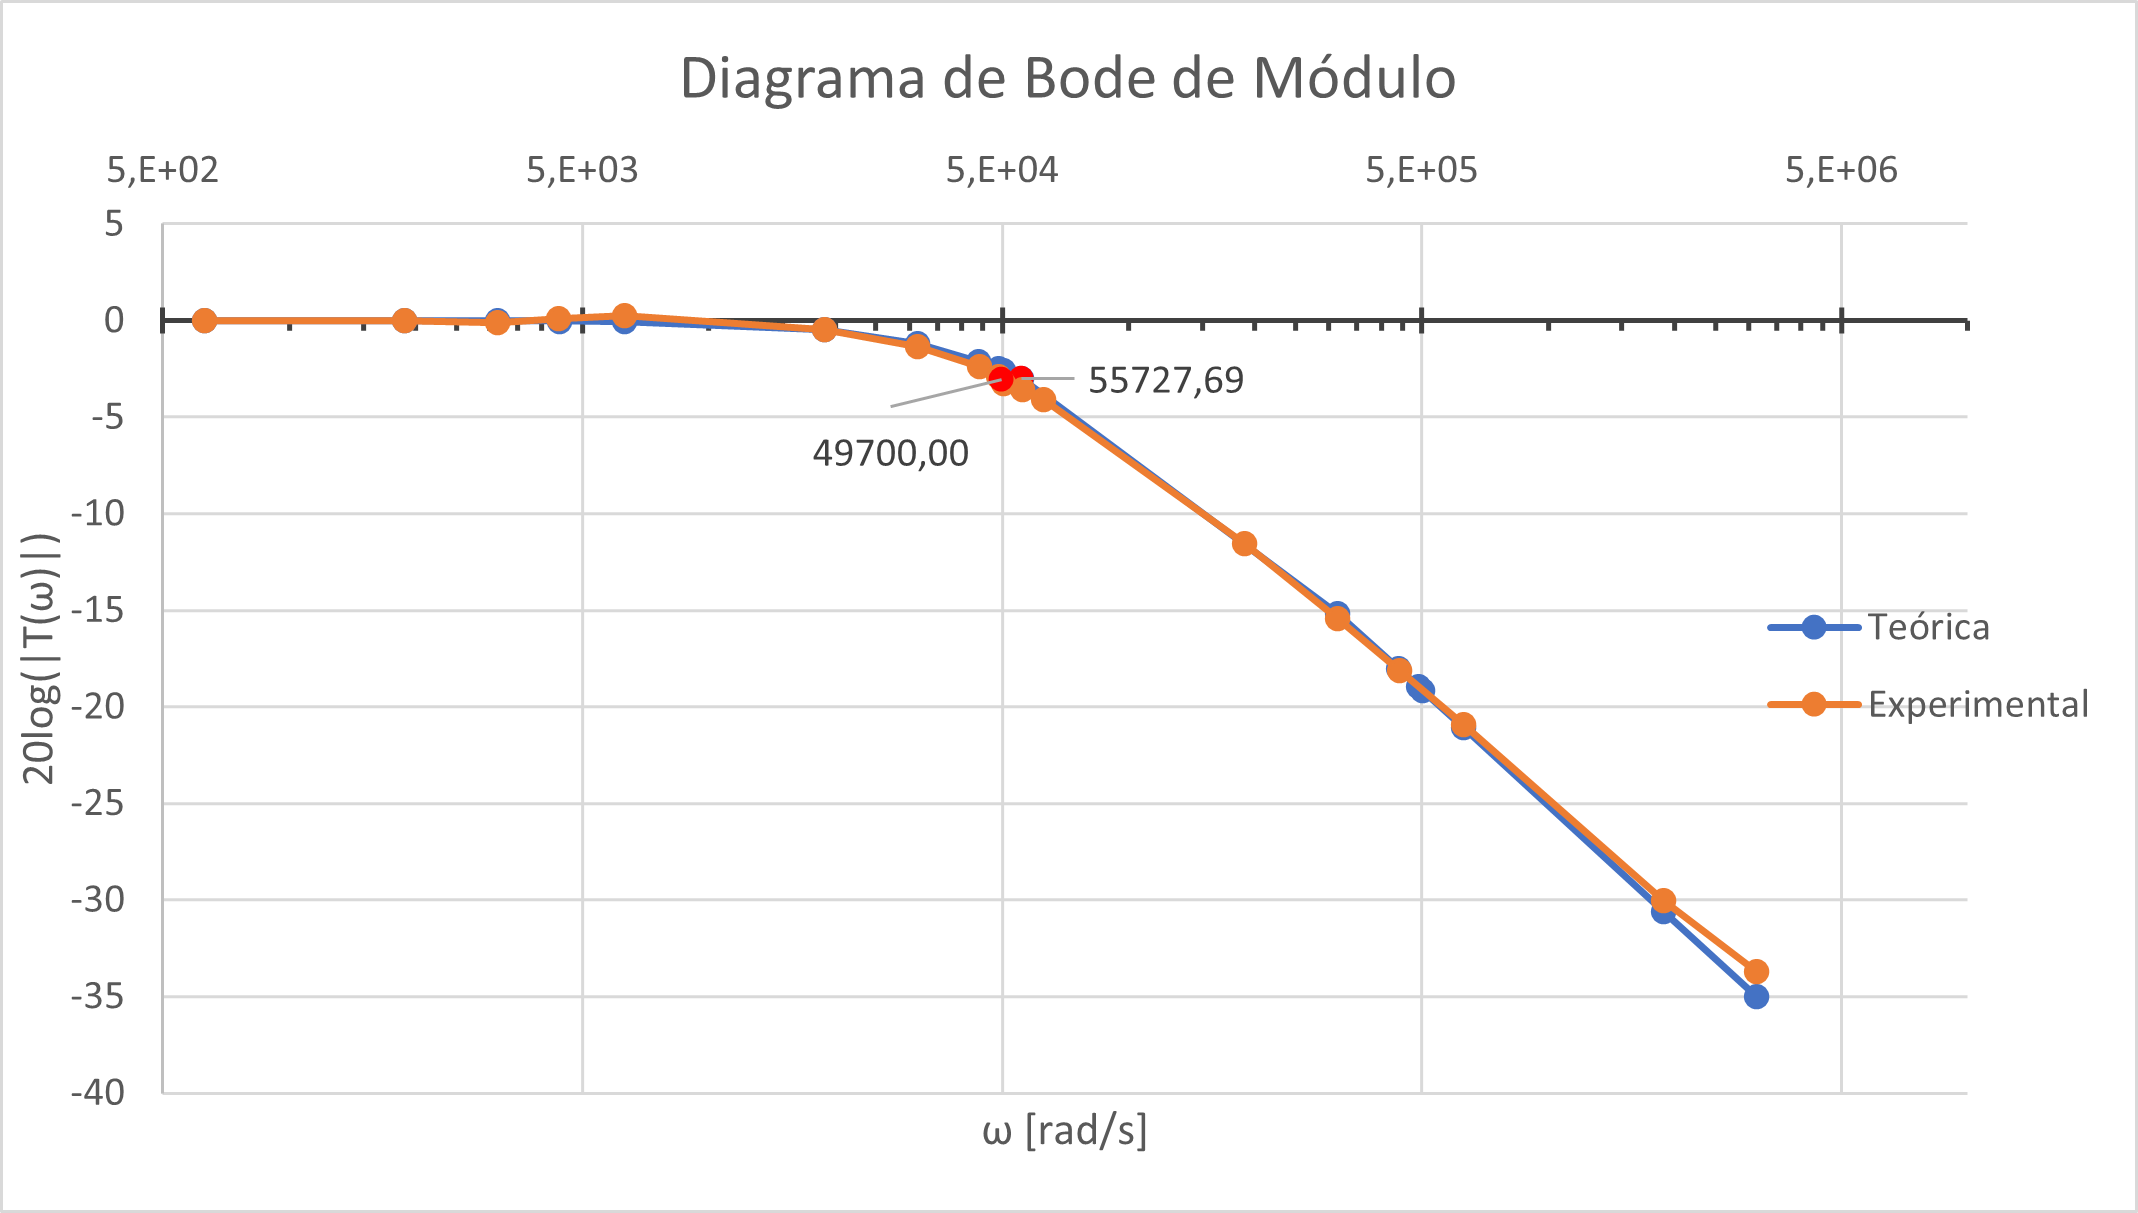 Diagrama de Bode de Módulo
5,E+02 5,E+03 5,E+04 5,E+05 5,E+06
5
0
-5
-10
-15
-20
-25
-30
-35
-40
20log(|T(ω)|)
55727,69
49700,00
Teórica
Experimental
ω [rad/s]